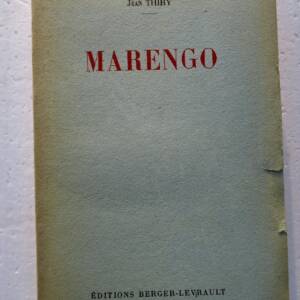 JEAN THIRY
MARENGO
ÉDITIONS BERGER-LEVRAULT